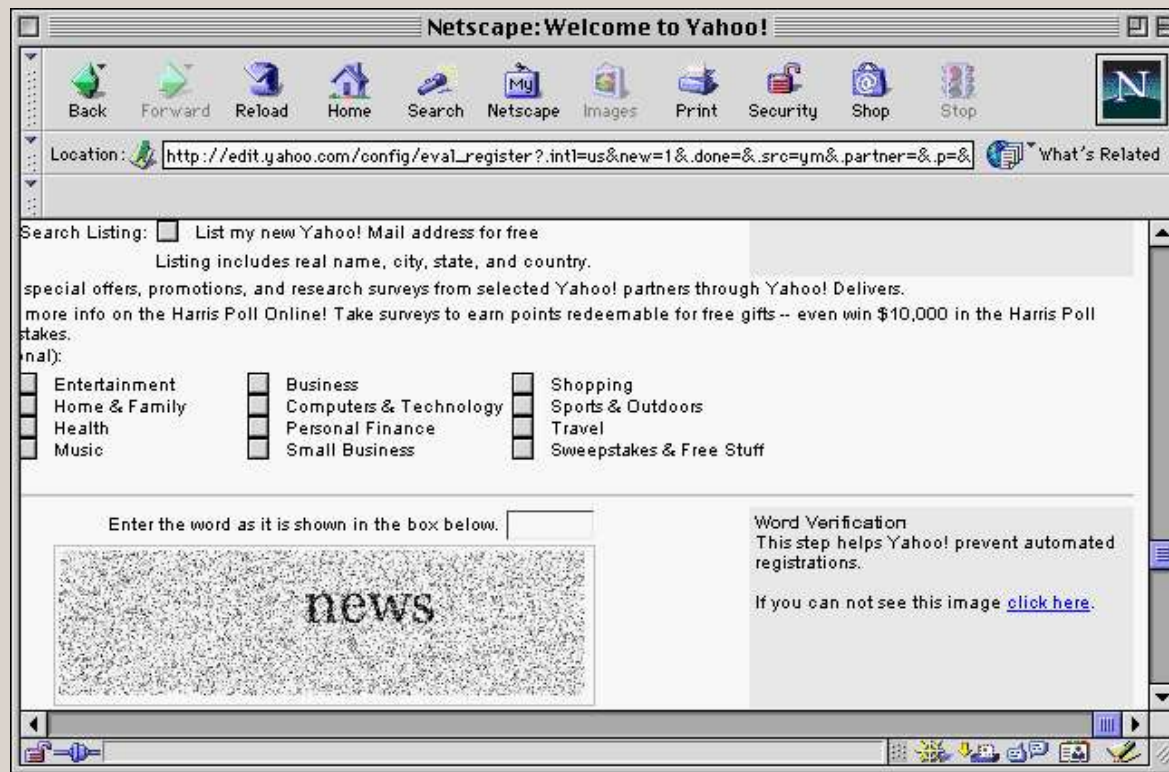 Netscape: Welcome to Yahoo!
Back Forward Reload Home Search Netscape Images Print Security Shop Stop
My
N
Location: http://edit.yahoo.com/config/eval_register?.intl=us&new=1&.done=&.src=ym&.partner=&.p=& What's Related
Search Listing: List my new Yahoo! Mail address for free
Listing includes real name, city, state, and country.
special offers, promotions, and research surveys from selected Yahoo! partners through Yahoo! Delivers.
more info on the Harris Poll Online! Take surveys to earn points redeemable for free gifts -- even win $10,000 in the Harris Poll
stakes.
nal):
Entertainment Business Shopping
Home & Family Computers & Technology Sports & Outdoors
Health Personal Finance Travel
Music Small Business Sweepstakes & Free Stuff
Enter the word as it is shown in the box below.
news
Word Verification
This step helps Yahoo! prevent automated
registrations.
If you can not see this image click here.